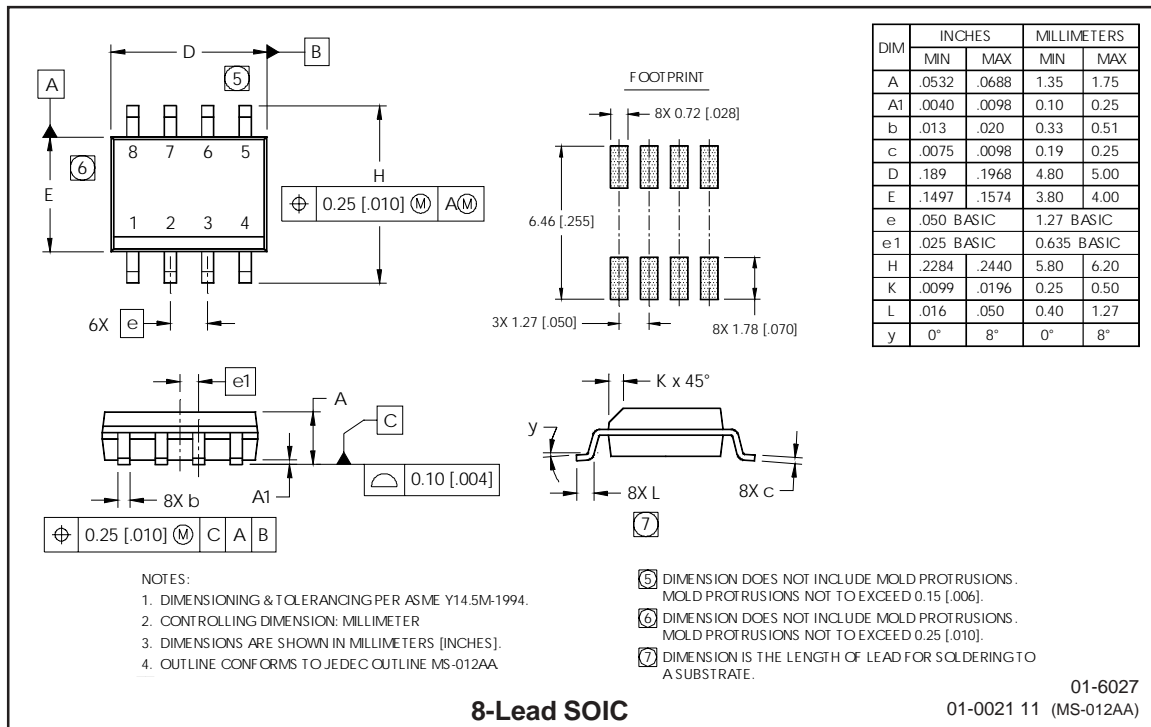 D
B
5
A
8 7 6 5
6
E
H
⌖ 0.25 [.010] Ⓜ A Ⓜ
1 2 3 4
6X e
FOOTPRINT
8X 0.72 [.028]
6.46 [.255]
3X 1.27 [.050]
8X 1.78 [.070]
DIM INCHES MILLIMETERS
MIN MAX MIN MAX
A .0532 .0688 1.35 1.75
A1 .0040 .0098 0.10 0.25
b .013 .020 0.33 0.51
c .0075 .0098 0.19 0.25
D .189 .1968 4.80 5.00
E .1497 .1574 3.80 4.00
e .050 BASIC 1.27 BASIC
e1 .025 BASIC 0.635 BASIC
H .2284 .2440 5.80 6.20
K .0099 .0196 0.25 0.50
L .016 .050 0.40 1.27
y 0° 8° 0° 8°
e1
A
C
A1
8X b
0.10 [.004]
⌖ 0.25 [.010] Ⓜ C A B
K x 45°
y
8X L
8X c
7
NOTES:
1. DIMENSIONING & TOLERANCING PER ASME Y14.5M-1994.
2. CONTROLLING DIMENSION: MILLIMETER
3. DIMENSIONS ARE SHOWN IN MILLIMETERS [INCHES].
4. OUTLINE CONFORMS TO JEDEC OUTLINE MS-012AA.
5 DIMENSION DOES NOT INCLUDE MOLD PROTRUSIONS.
MOLD PROTRUSIONS NOT TO EXCEED 0.15 [.006].
6 DIMENSION DOES NOT INCLUDE MOLD PROTRUSIONS.
MOLD PROTRUSIONS NOT TO EXCEED 0.25 [.010].
7 DIMENSION IS THE LENGTH OF LEAD FOR SOLDERING TO
A SUBSTRATE.
8-Lead SOIC
01-6027
01-0021 11 (MS-012AA)